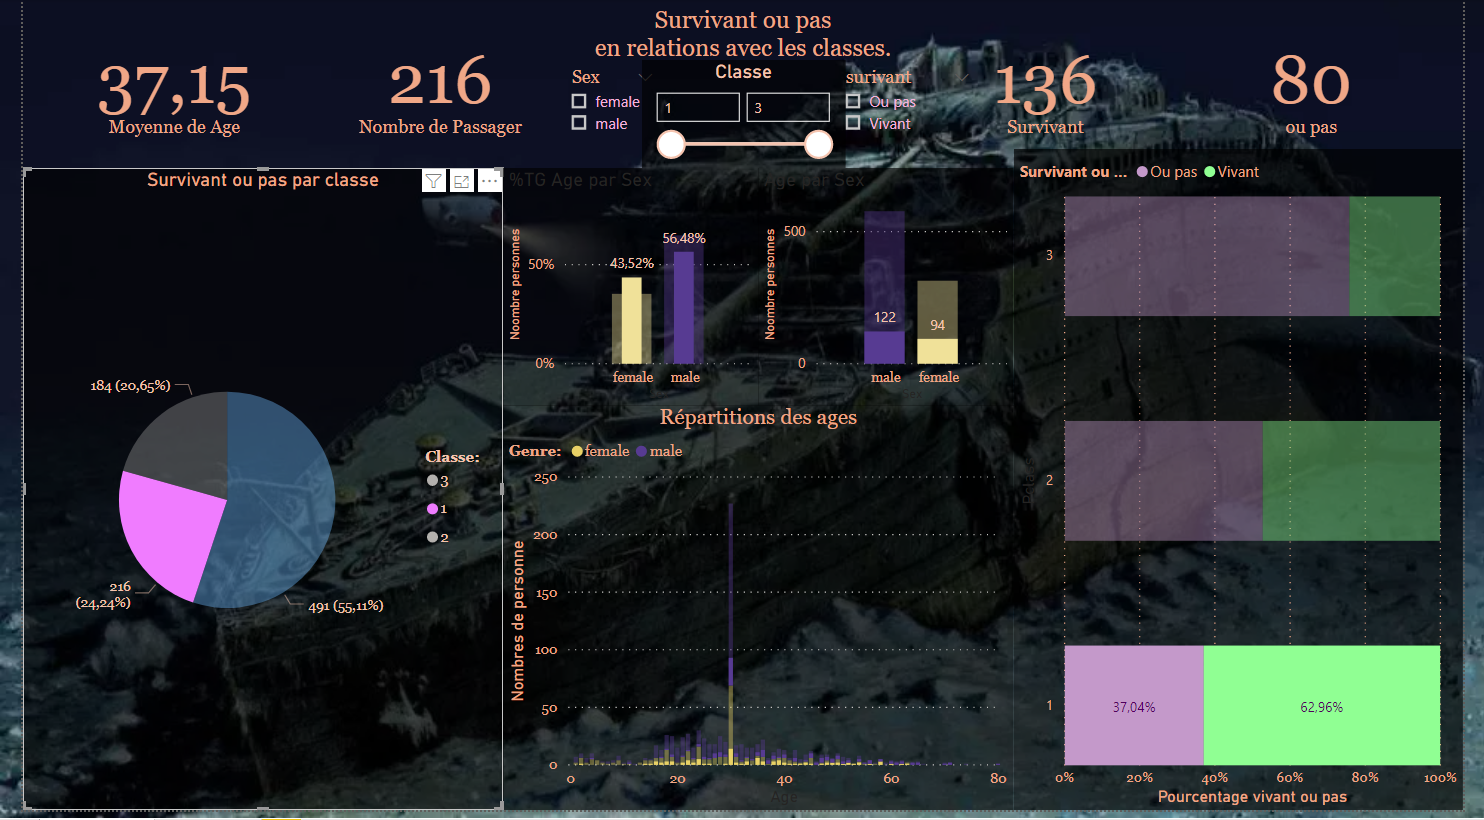 Survivant ou pas
en relations avec les classes.
37,15
Moyenne de Age
216
Nombre de Passager
Sex
female
male
Classe
1
3
surivant
Ou pas
Vivant
136
Survivant
80
ou pas
Survivant ou pas par classe
184 (20,65%)
216
(24,24%)
491 (55,11%)
Classe:
3
1
2
%TG Age par Sex
Noombre personnes
50%
0%
43,52%
56,48%
female
male
Age par Sex
Noombre personnes
500
0
122
94
male
female
Répartitions des ages
Genre:
female
male
Nombres de personne
250
200
150
100
50
0
0
20
40
60
80
Age
Survivant ou ...
Ou pas
Vivant
3
2
1
37,04%
62,96%
0%
20%
40%
60%
80%
100%
Pourcentage vivant ou pas